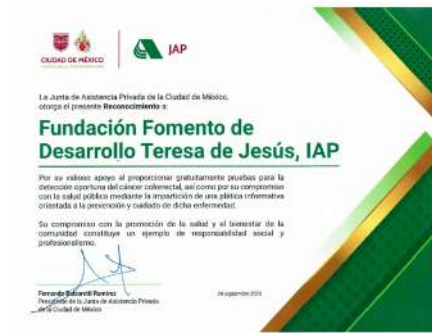 CIUDAD DE MÉXICO
JAP
La Junta de Asistencia Privada de la Ciudad de México,
otorga el presente Reconocimiento a:
Fundación Fomento de
Desarrollo Teresa de Jesús, IAP
Por su valioso apoyo al proporcionar gratuitamente pruebas para la
detección oportuna del cáncer colorrectal, así como por su compromiso
con la salud pública mediante la impartición de una plática informativa
orientada a la prevención y cuidado de dicha enfermedad.
Su compromiso con la promoción de la salud y el bienestar de la
comunidad constituye un ejemplo de responsabilidad social y
profesionalismo.
Fernando Ramírez
Presidente de la Junta de Asistencia Privada
de la Ciudad de México
septiembre